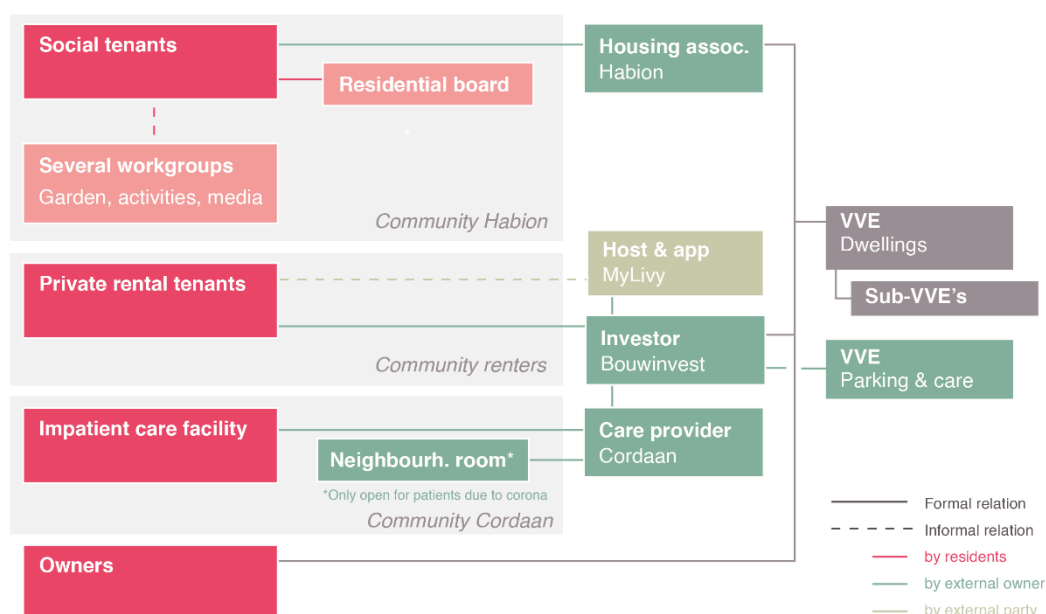 Social tenants
Residential board
Several workgroups
Garden, activities, media
Community Habion
Housing assoc.
Habion
Private rental tenants
Community renters
Host & app
MyLivy
Investor
Bouwinvest
Impatient care facility
Neighbourh. room*
*Only open for patients due to corona
Community Cordaan
Care provider
Cordaan
Owners
VVE
Dwellings
Sub-VVE's
VVE
Parking & care
Formal relation
Informal relation
by residents
by external owner
by external party